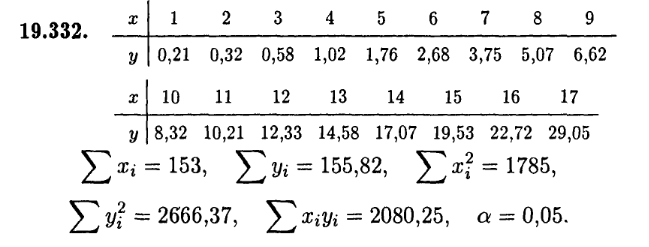 19.332. x 1 2 3 4 5 6 7 8 9
y 0,21 0,32 0,58 1,02 1,76 2,68 3,75 5,07 6,62
x 10 11 12 13 14 15 16 17
y 8,32 10,21 12,33 14,58 17,07 19,53 22,72 29,05
∑ xᵢ = 153, ∑ yᵢ = 155,82, ∑ xᵢ² = 1785,
∑ yᵢ² = 2666,37, ∑ xᵢyᵢ = 2080,25, α = 0,05.